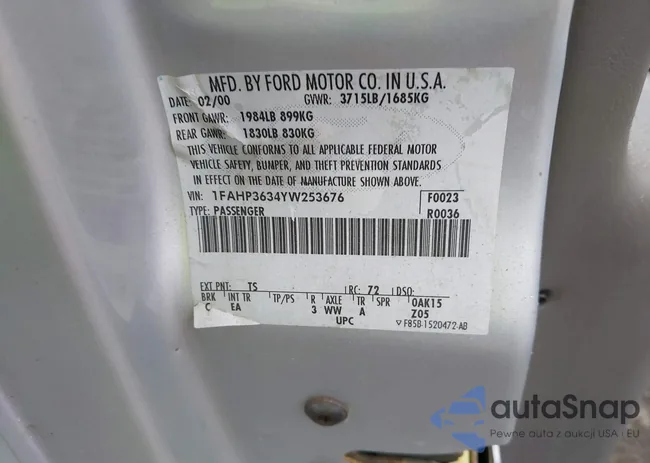 MFD. BY FORD MOTOR CO. IN U.S.A.
DATE: 02/00 GVWR: 3715LB/1685KG
FRONT GAWR: 1984LB 899KG
REAR GAWR: 1830LB 830KG
THIS VEHICLE CONFORMS TO ALL APPLICABLE FEDERAL MOTOR
VEHICLE SAFETY, BUMPER, AND THEFT PREVENTION STANDARDS
IN EFFECT ON THE DATE OF MANUFACTURE SHOWN ABOVE.
VIN: 1FAHP3634YW253676 F0023
TYPE: PASSENGER R0036
EXT PNT: TS RC: 72 DSO:
BRK INT TR TP/PS R AXLE TR SPR 0AK15
C EA 3 WW A Z05
UPC ▽ F85B-1520472-AB
autaSnap
Pewne auta z aukcji USA i EU